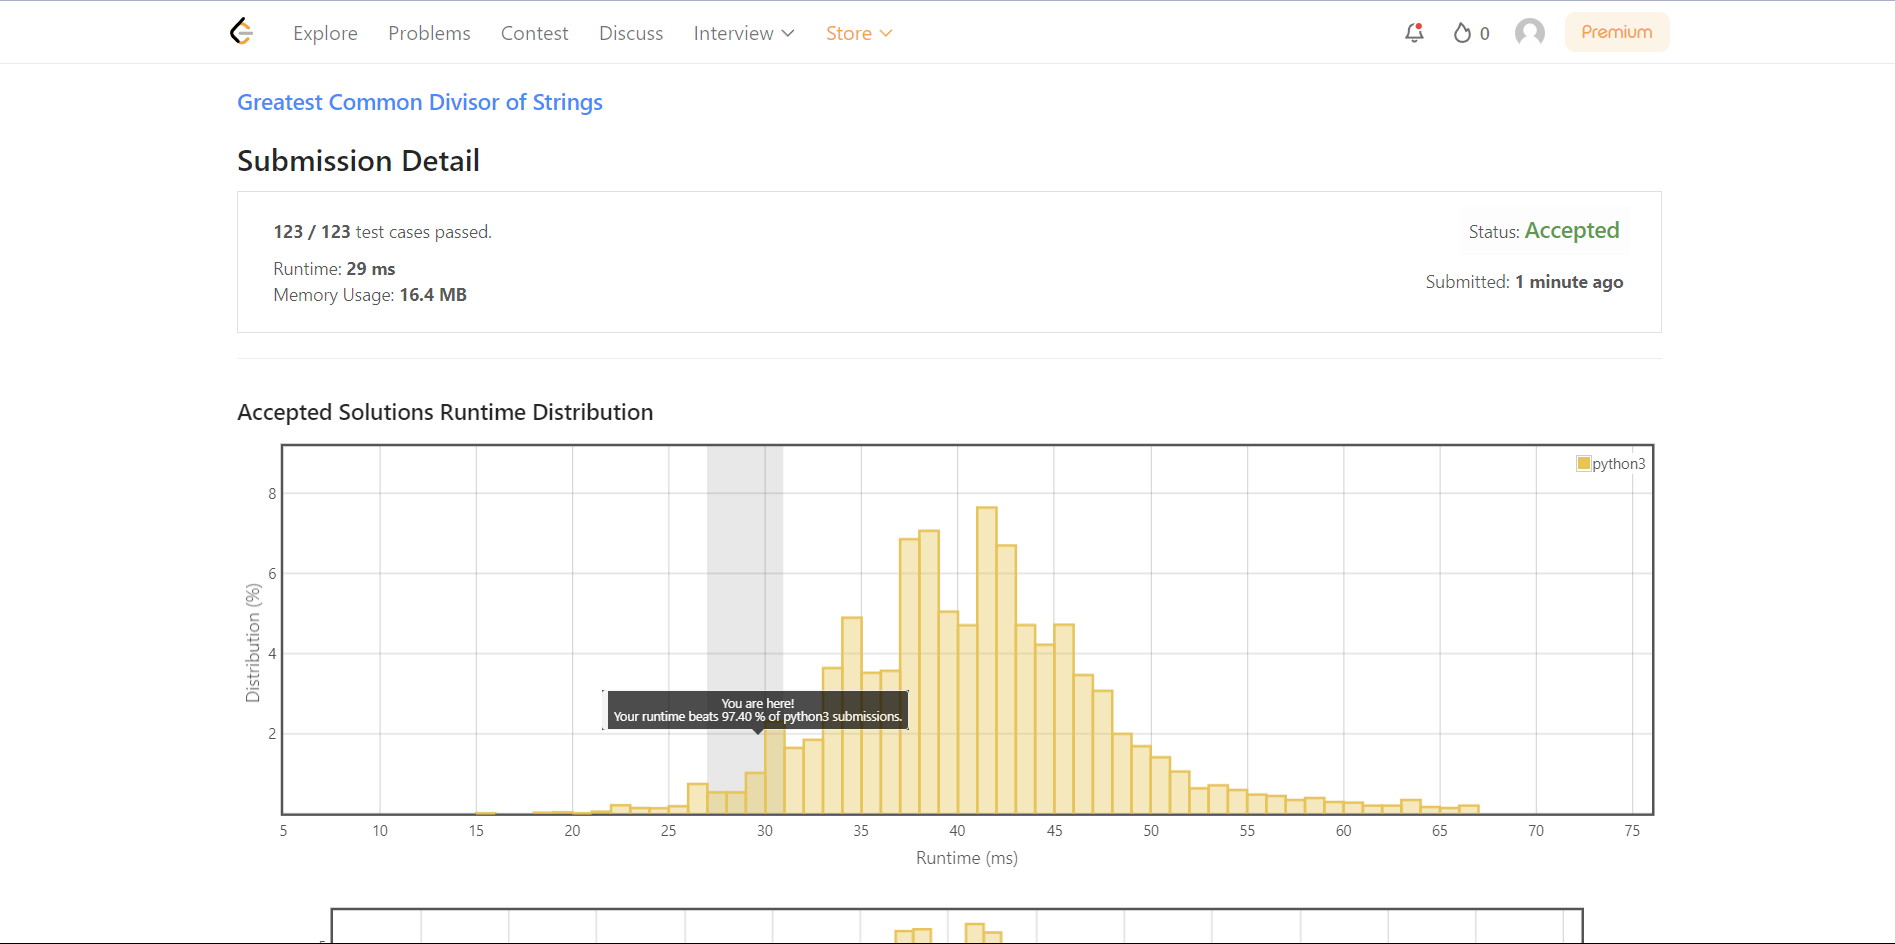 Explore Problems Contest Discuss Interview Store 0 Premium
Greatest Common Divisor of Strings
Submission Detail
123 / 123 test cases passed.
Status: Accepted
Runtime: 29 ms
Submitted: 1 minute ago
Memory Usage: 16.4 MB
Accepted Solutions Runtime Distribution
python3
8
6
4
2
Distribution (%)
You are here!
Your runtime beats 97.40 % of python3 submissions.
5 10 15 20 25 30 35 40 45 50 55 60 65 70 75
Runtime (ms)